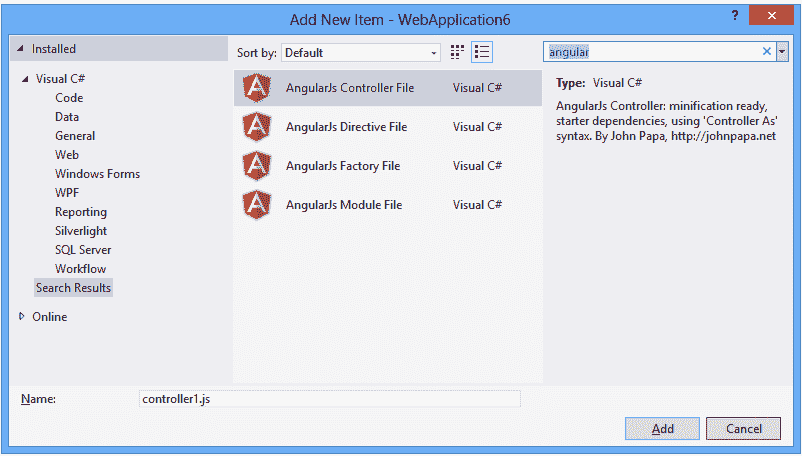 Add New Item - WebApplication6
?
Installed
Sort by: Default
angular
Visual C#
Code
Data
General
Web
Windows Forms
WPF
Reporting
Silverlight
SQL Server
Workflow
Search Results
Online
AngularJs Controller File Visual C#
AngularJs Directive File Visual C#
AngularJs Factory File Visual C#
AngularJs Module File Visual C#
Type: Visual C#
AngularJs Controller: minification ready,
starter dependencies, using 'Controller As'
syntax. By John Papa, http://johnpapa.net
Name: controller1.js
Add Cancel